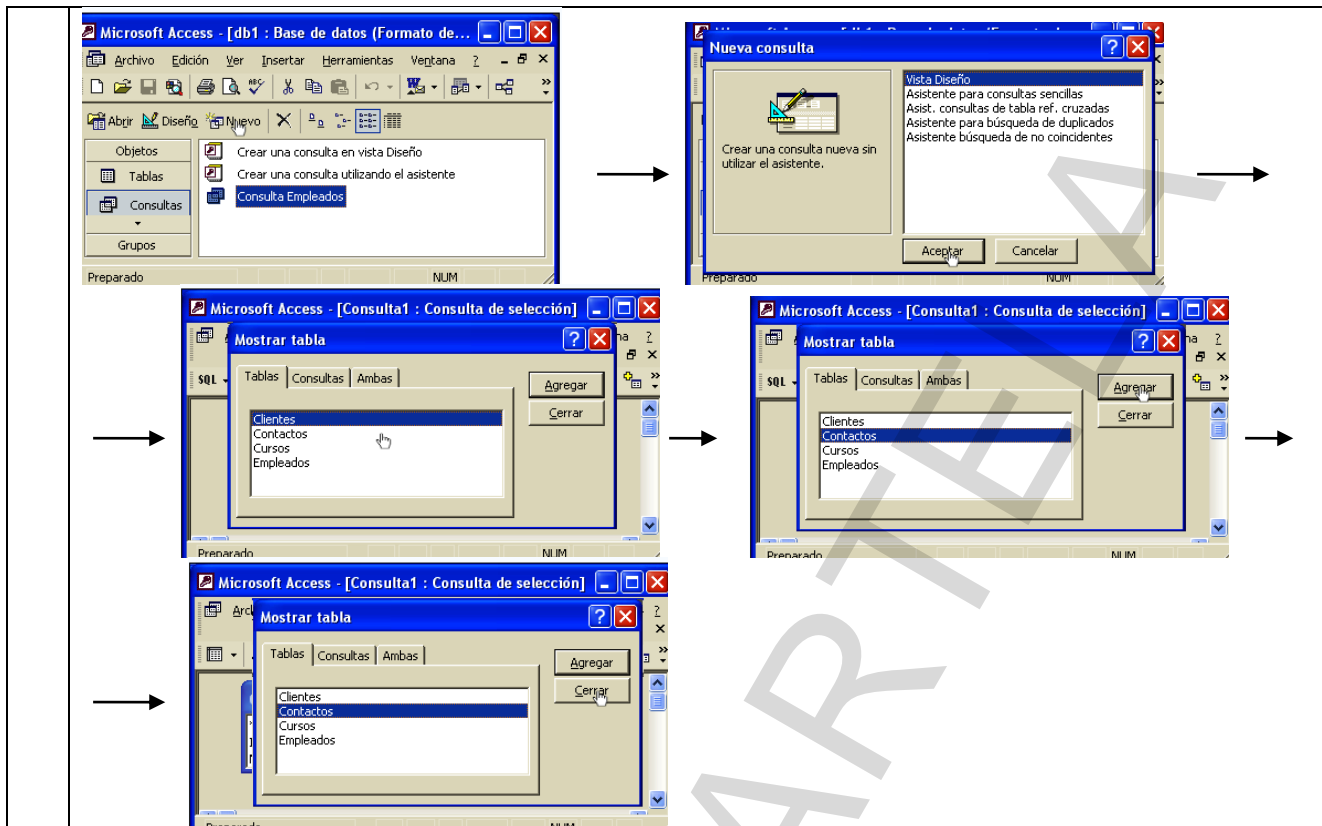 Microsoft Access - [db1 : Base de datos (Formato de...
Archivo Edición Ver Insertar Herramientas Ventana ?
Abrir Diseño Nuevo
Objetos
Tablas
Consultas
Grupos
Crear una consulta en vista Diseño
Crear una consulta utilizando el asistente
Consulta Empleados
Preparado NUM
Nueva consulta
Crear una consulta nueva sin
utilizar el asistente.
Vista Diseño
Asistente para consultas sencillas
Asist. consultas de tabla ref. cruzadas
Asistente para búsqueda de duplicados
Asistente búsqueda de no coincidentes
Aceptar Cancelar
Preparado NUM
Microsoft Access - [Consulta1 : Consulta de selección]
Mostrar tabla
na ?
SQL
Tablas Consultas Ambas
Clientes
Contactos
Cursos
Empleados
Agregar
Cerrar
Preparado NUM
Microsoft Access - [Consulta1 : Consulta de selección]
Mostrar tabla
na ?
SQL
Tablas Consultas Ambas
Clientes
Contactos
Cursos
Empleados
Agregar
Cerrar
Preparado NUM
Microsoft Access - [Consulta1 : Consulta de selección]
Arc
Mostrar tabla
?
Tablas Consultas Ambas
Clientes
Contactos
Cursos
Empleados
Agregar
Cerrar
Preparado NUM
ARTELA